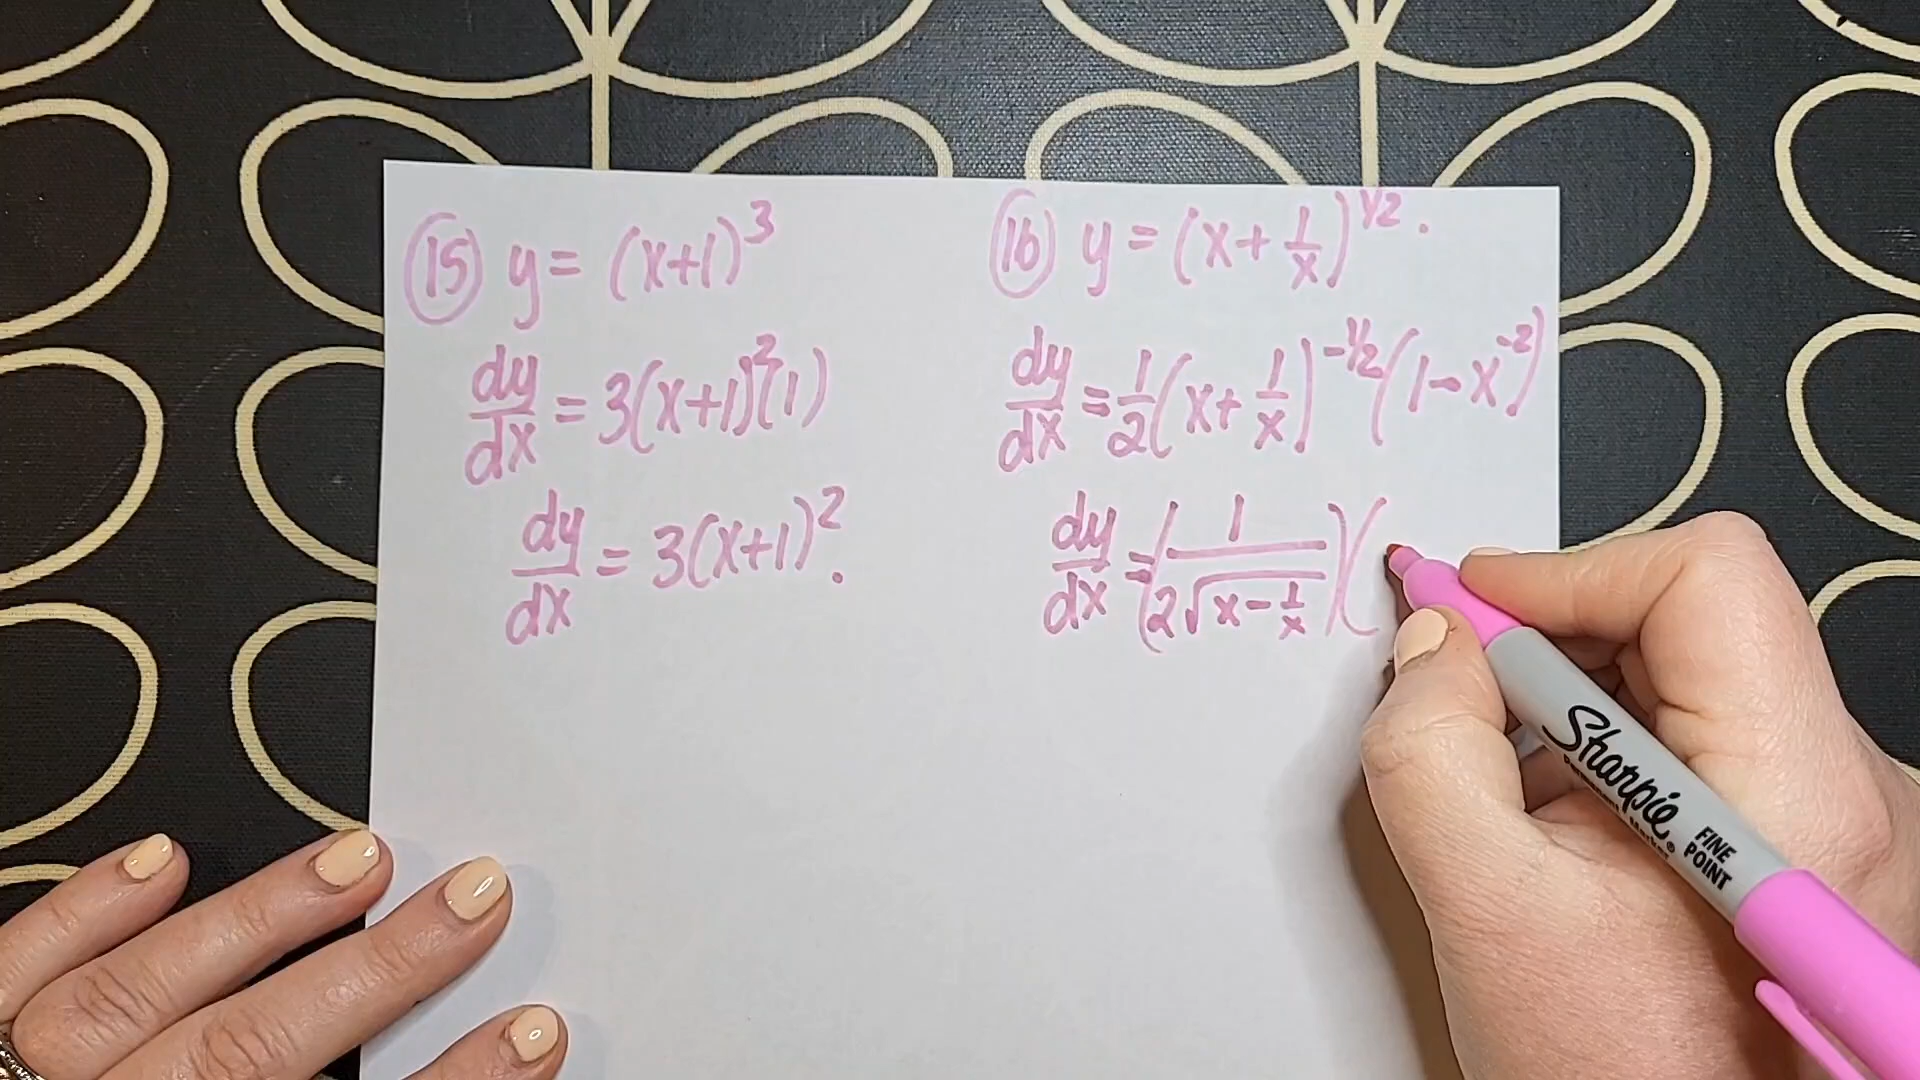 ⑮ y = (x+1)³
dy/dx = 3(x+1)²(1)
dy/dx = 3(x+1)².
⑯ y = (x + 1/x)^1/2.
dy/dx = 1/2(x + 1/x)^-1/2(1 - x^-2)
dy/dx = (1/2√x - 1/x)(
Sharpie
FINE
POINT